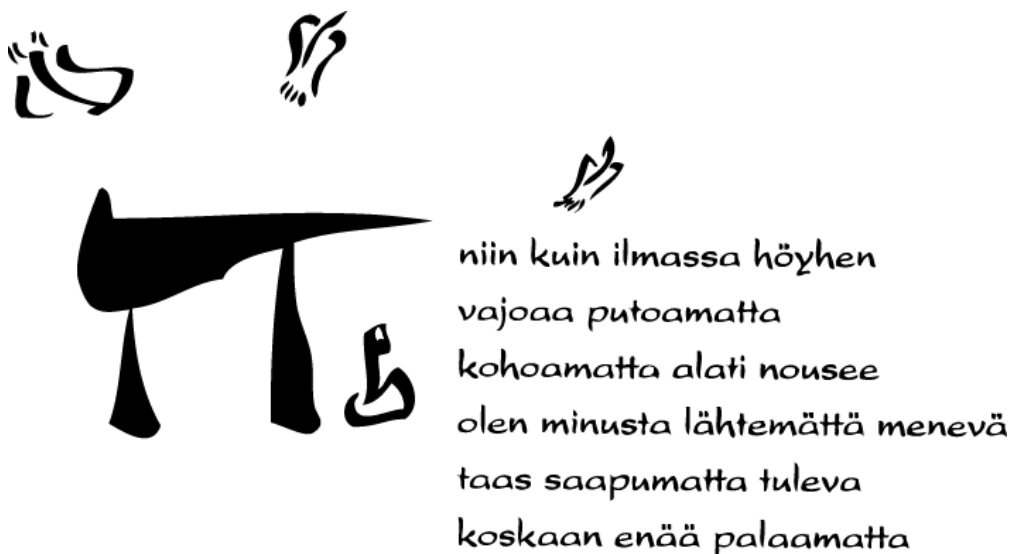 niin kuin ilmassa höyhen
vajoaa putoamatta
kohoamatta alati nousee
olen minusta lähtemättä menevä
taas saapumatta tuleva
koskaan enää palaamatta